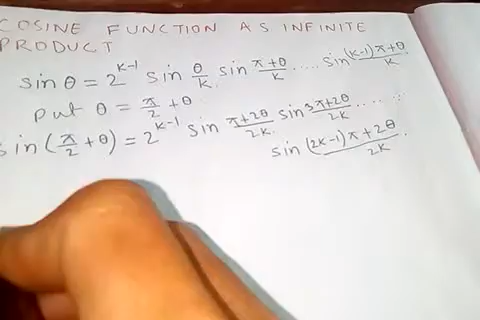 COSINE FUNCTION AS INFINITE
PRODUCT
sin θ = 2^(K-1) sin θ/K sin (π+θ)/K .... sin ((K-1)π+θ)/K
put θ = π/2 + θ
sin(π/2 + θ) = 2^(K-1) sin (π+2θ)/2K sin (3π+2θ)/2K ......
sin ((2K-1)π+2θ)/2K